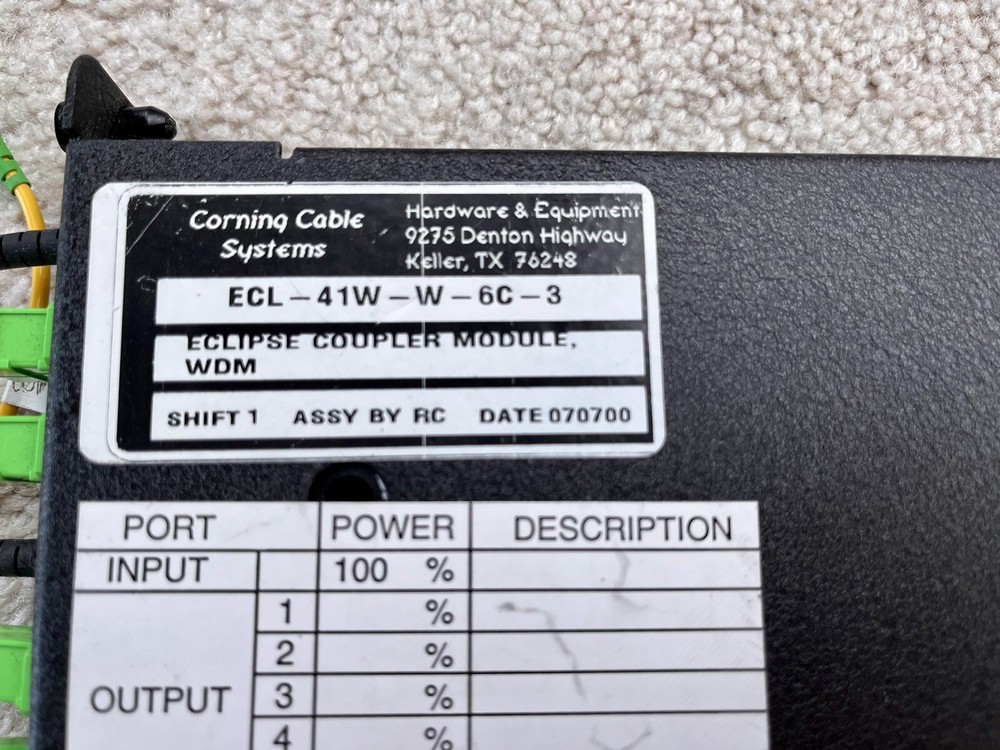 Corning Cable
Systems
Hardware & Equipment
9275 Denton Highway
Keller, TX 76248
ECL-41W-W-6C-3
ECLIPSE COUPLER MODULE,
WDM
SHIFT 1 ASSY BY RC DATE 070700
PORT POWER DESCRIPTION
INPUT 100 %
1 %
2 %
OUTPUT 3 %
4 %